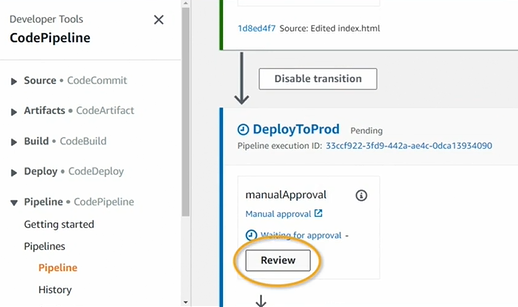 Developer Tools
CodePipeline
Source • CodeCommit
Artifacts • CodeArtifact
Build • CodeBuild
Deploy • CodeDeploy
Pipeline • CodePipeline
Getting started
Pipelines
Pipeline
History
1d8ed4f7 Source: Edited index.html
Disable transition
DeployToProd Pending
Pipeline execution ID: 33ccf922-3fd9-442a-ae4c-0dca13934090
manualApproval
Manual approval
Waiting for approval -
Review